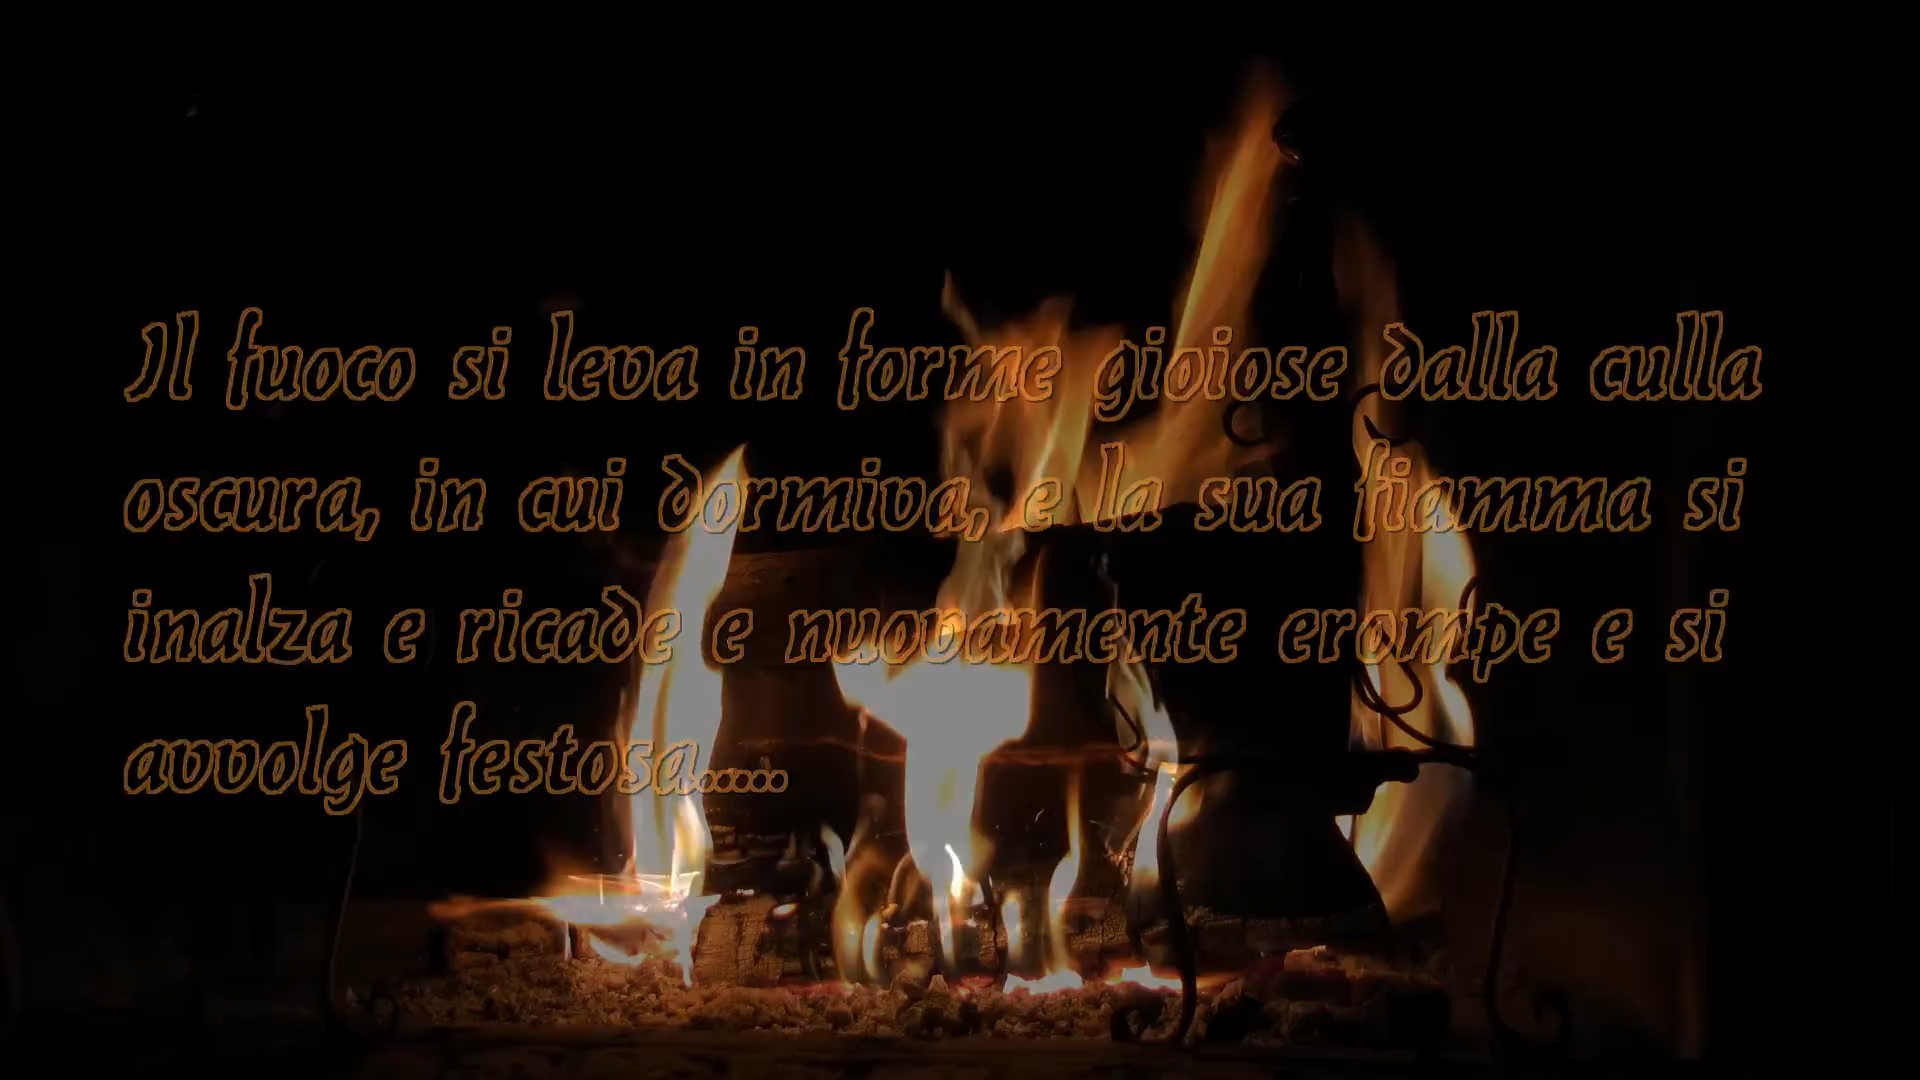 Il fuoco si leva in forme gioiose dalla culla
oscura, in cui dormiva, e la sua fiamma si
inalza e ricade e nuovamente erompe e si
avvolge festosa.....